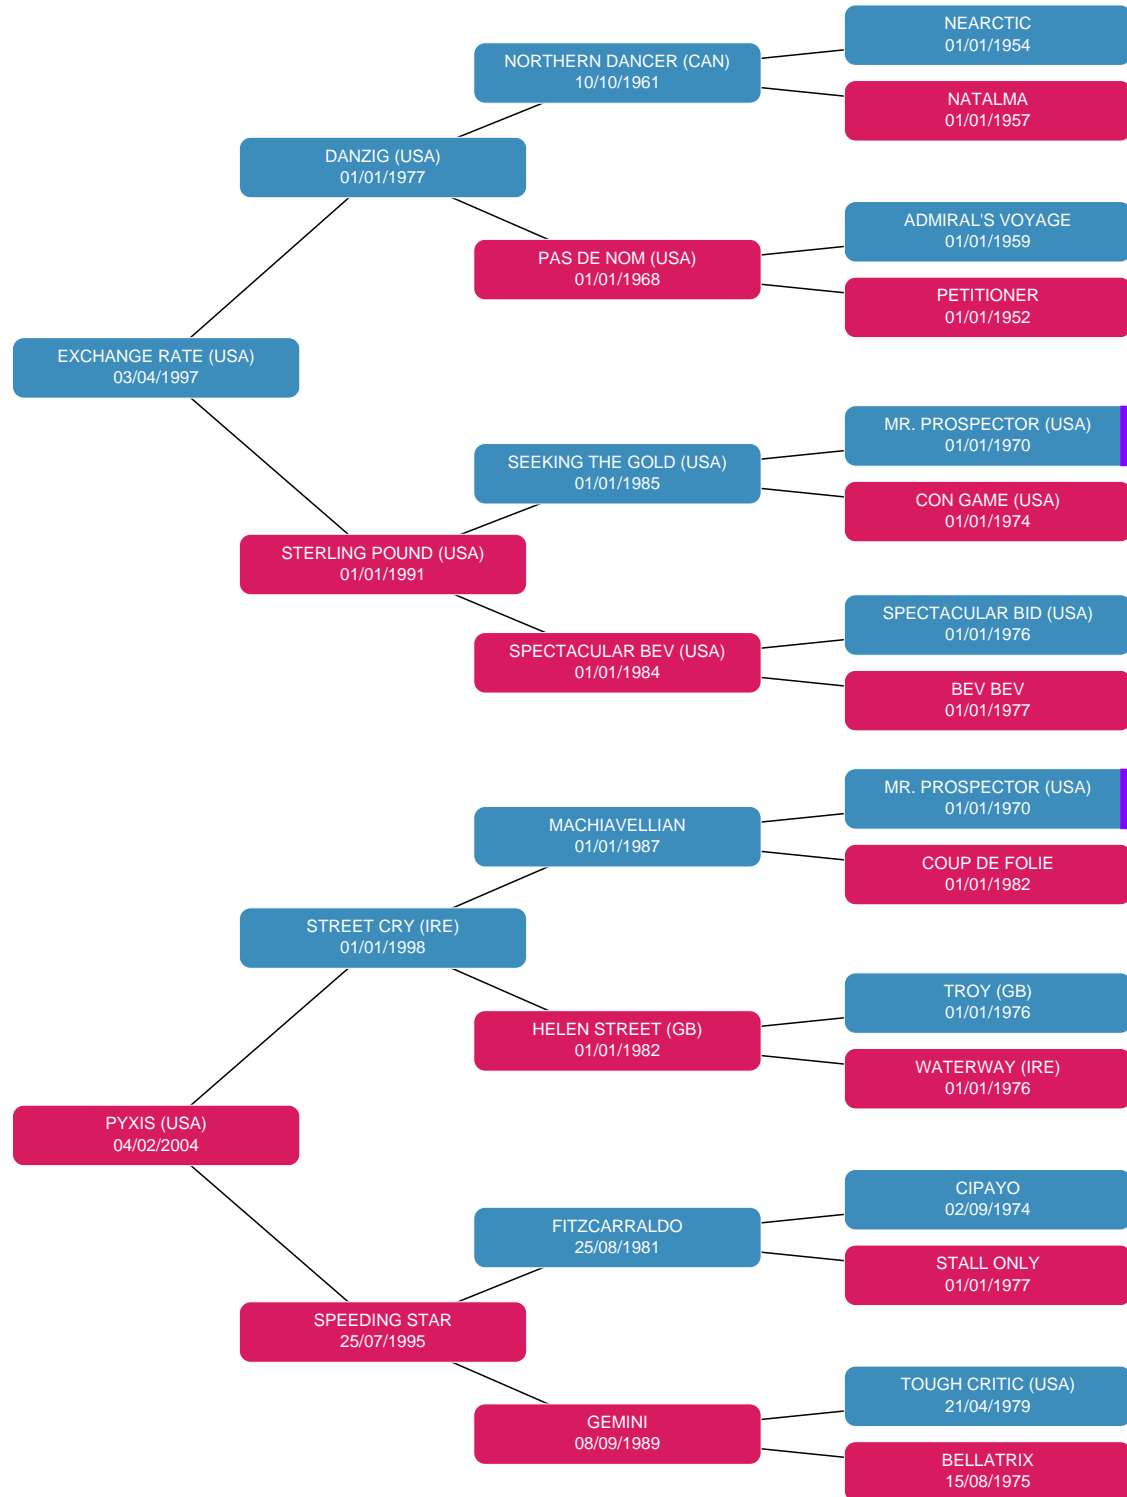 NEARCTIC
01/01/1954
NORTHERN DANCER (CAN)
10/10/1961
NATALMA
01/01/1957
DANZIG (USA)
01/01/1977
ADMIRAL'S VOYAGE
01/01/1959
PAS DE NOM (USA)
01/01/1968
PETITIONER
01/01/1952
EXCHANGE RATE (USA)
03/04/1997
MR. PROSPECTOR (USA)
01/01/1970
SEEKING THE GOLD (USA)
01/01/1985
CON GAME (USA)
01/01/1974
STERLING POUND (USA)
01/01/1991
SPECTACULAR BID (USA)
01/01/1976
SPECTACULAR BEV (USA)
01/01/1984
BEV BEV
01/01/1977
MR. PROSPECTOR (USA)
01/01/1970
MACHIAVELLIAN
01/01/1987
COUP DE FOLIE
01/01/1982
STREET CRY (IRE)
01/01/1998
TROY (GB)
01/01/1976
HELEN STREET (GB)
01/01/1982
WATERWAY (IRE)
01/01/1976
PYXIS (USA)
04/02/2004
CIPAYO
02/09/1974
FITZCARRALDO
25/08/1981
STALL ONLY
01/01/1977
SPEEDING STAR
25/07/1995
TOUGH CRITIC (USA)
21/04/1979
GEMINI
08/09/1989
BELLATRIX
15/08/1975